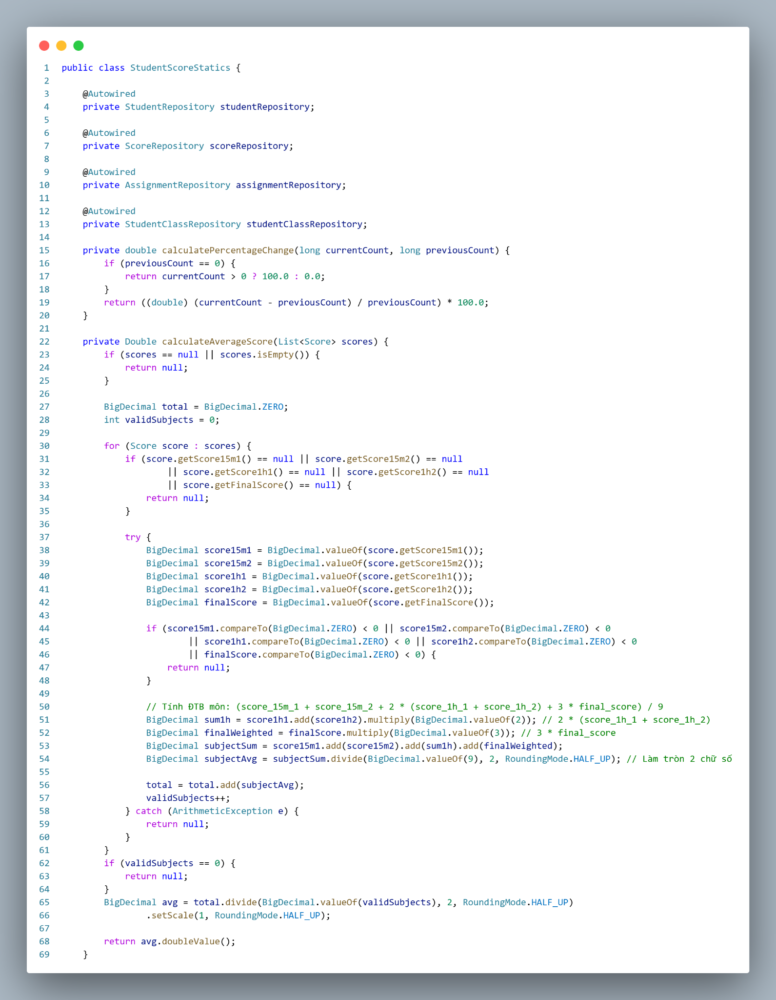 1 public class StudentScoreStatics {
2
3     @Autowired
4     private StudentRepository studentRepository;
5
6     @Autowired
7     private ScoreRepository scoreRepository;
8
9     @Autowired
10     private AssignmentRepository assignmentRepository;
11
12     @Autowired
13     private StudentClassRepository studentClassRepository;
14
15     private double calculatePercentageChange(long currentCount, long previousCount) {
16         if (previousCount == 0) {
17             return currentCount > 0 ? 100.0 : 0.0;
18         }
19         return ((double) (currentCount - previousCount) / previousCount) * 100.0;
20     }
21
22     private Double calculateAverageScore(List<Score> scores) {
23         if (scores == null || scores.isEmpty()) {
24             return null;
25         }
26
27         BigDecimal total = BigDecimal.ZERO;
28         int validSubjects = 0;
29
30         for (Score score : scores) {
31             if (score.getScore15m1() == null || score.getScore15m2() == null
32                     || score.getScore1h1() == null || score.getScore1h2() == null
33                     || score.getFinalScore() == null) {
34                 return null;
35             }
36
37             try {
38                 BigDecimal score15m1 = BigDecimal.valueOf(score.getScore15m1());
39                 BigDecimal score15m2 = BigDecimal.valueOf(score.getScore15m2());
40                 BigDecimal score1h1 = BigDecimal.valueOf(score.getScore1h1());
41                 BigDecimal score1h2 = BigDecimal.valueOf(score.getScore1h2());
42                 BigDecimal finalScore = BigDecimal.valueOf(score.getFinalScore());
43
44                 if (score15m1.compareTo(BigDecimal.ZERO) < 0 || score15m2.compareTo(BigDecimal.ZERO) < 0
45                         || score1h1.compareTo(BigDecimal.ZERO) < 0 || score1h2.compareTo(BigDecimal.ZERO) < 0
46                         || finalScore.compareTo(BigDecimal.ZERO) < 0) {
47                     return null;
48                 }
49
50                 // Tính ĐTB môn: (score_15m_1 + score_15m_2 + 2 * (score_1h_1 + score_1h_2) + 3 * final_score) / 9
51                 BigDecimal sum1h = score1h1.add(score1h2).multiply(BigDecimal.valueOf(2)); // 2 * (score_1h_1 + score_1h_2)
52                 BigDecimal finalWeighted = finalScore.multiply(BigDecimal.valueOf(3)); // 3 * final_score
53                 BigDecimal subjectSum = score15m1.add(score15m2).add(sum1h).add(finalWeighted);
54                 BigDecimal subjectAvg = subjectSum.divide(BigDecimal.valueOf(9), 2, RoundingMode.HALF_UP); // Làm tròn 2 chữ số
55
56                 total = total.add(subjectAvg);
57                 validSubjects++;
58             } catch (ArithmeticException e) {
59                 return null;
60             }
61         }
62         if (validSubjects == 0) {
63             return null;
64         }
65         BigDecimal avg = total.divide(BigDecimal.valueOf(validSubjects), 2, RoundingMode.HALF_UP)
66                 .setScale(1, RoundingMode.HALF_UP);
67
68         return avg.doubleValue();
69     }